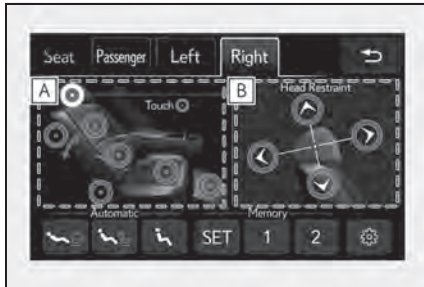 Seat Passenger Left Right
A
B
Head Restraint
Touch
Automatic
Memory
SET 1 2